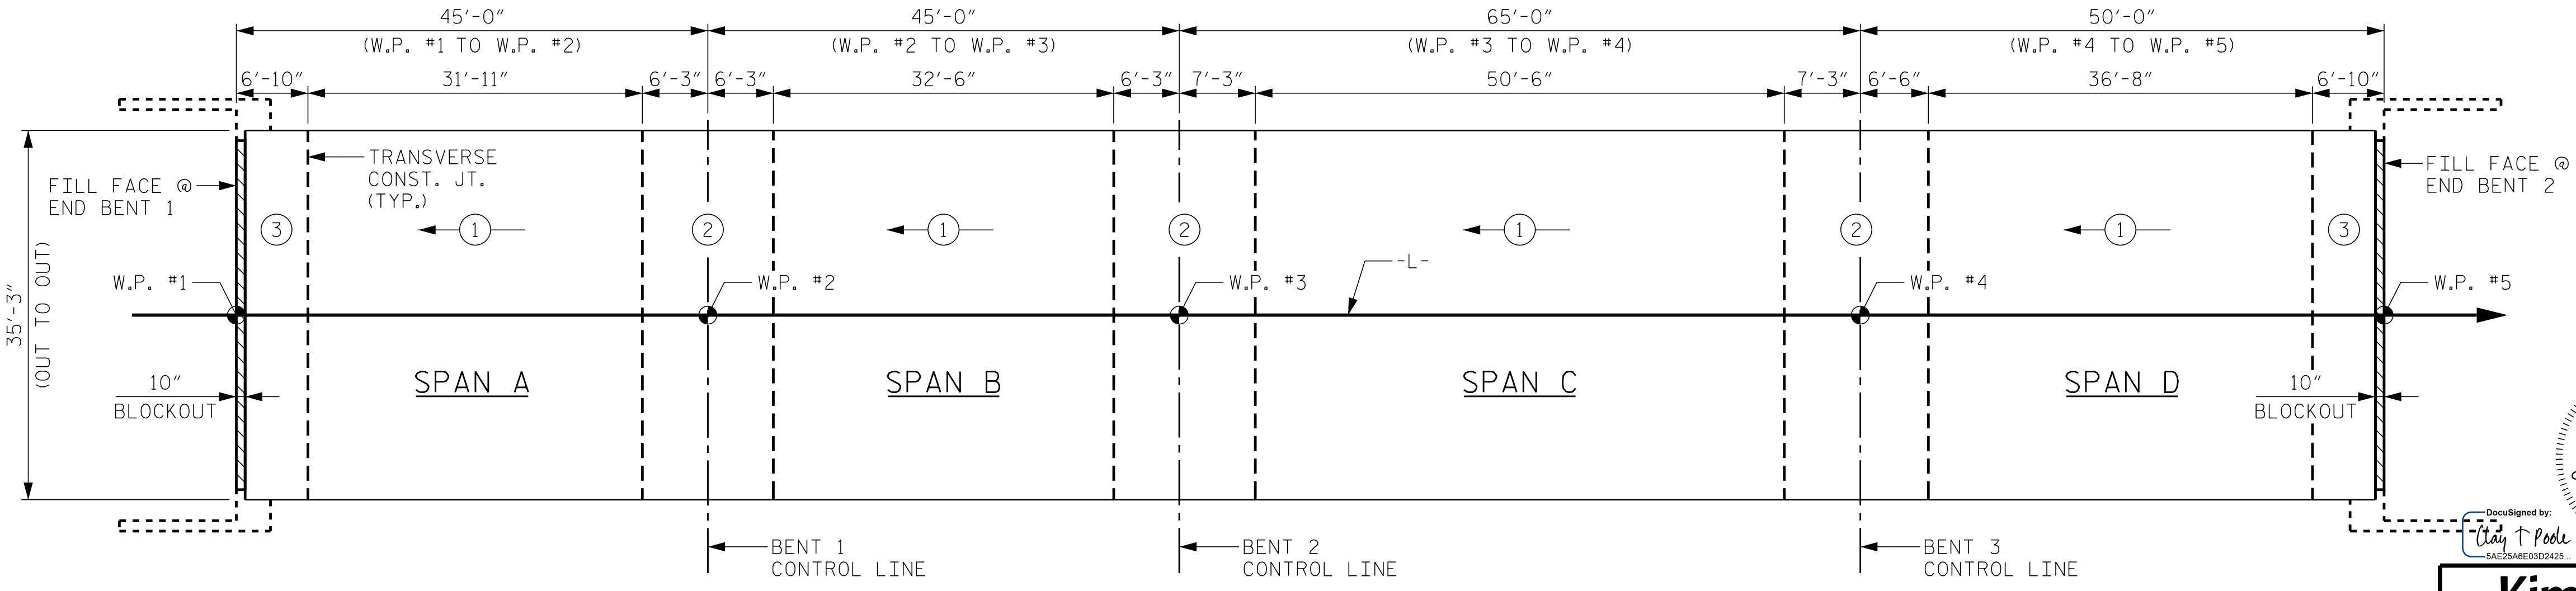 45'-0" 45'-0" 65'-0" 50'-0"
(W.P. #1 TO W.P. #2) (W.P. #2 TO W.P. #3) (W.P. #3 TO W.P. #4) (W.P. #4 TO W.P. #5)
6'-10" 31'-11" 6'-3" 6'-3" 32'-6" 6'-3" 7'-3" 50'-6" 7'-3" 6'-6" 36'-8" 6'-10"
TRANSVERSE
CONST. JT.
(TYP.)
FILL FACE @
END BENT 1
FILL FACE @
END BENT 2
3 1 2 1 2 1 2 1 3
35'-3"
(OUT TO OUT)
W.P. #1 W.P. #2 W.P. #3 -L- W.P. #4 W.P. #5
10"
BLOCKOUT
SPAN A SPAN B SPAN C SPAN D
10"
BLOCKOUT
BENT 1
CONTROL LINE
BENT 2
CONTROL LINE
BENT 3
CONTROL LINE
DocuSigned by:
Clay T Poole
5AE25A6E03D2425...